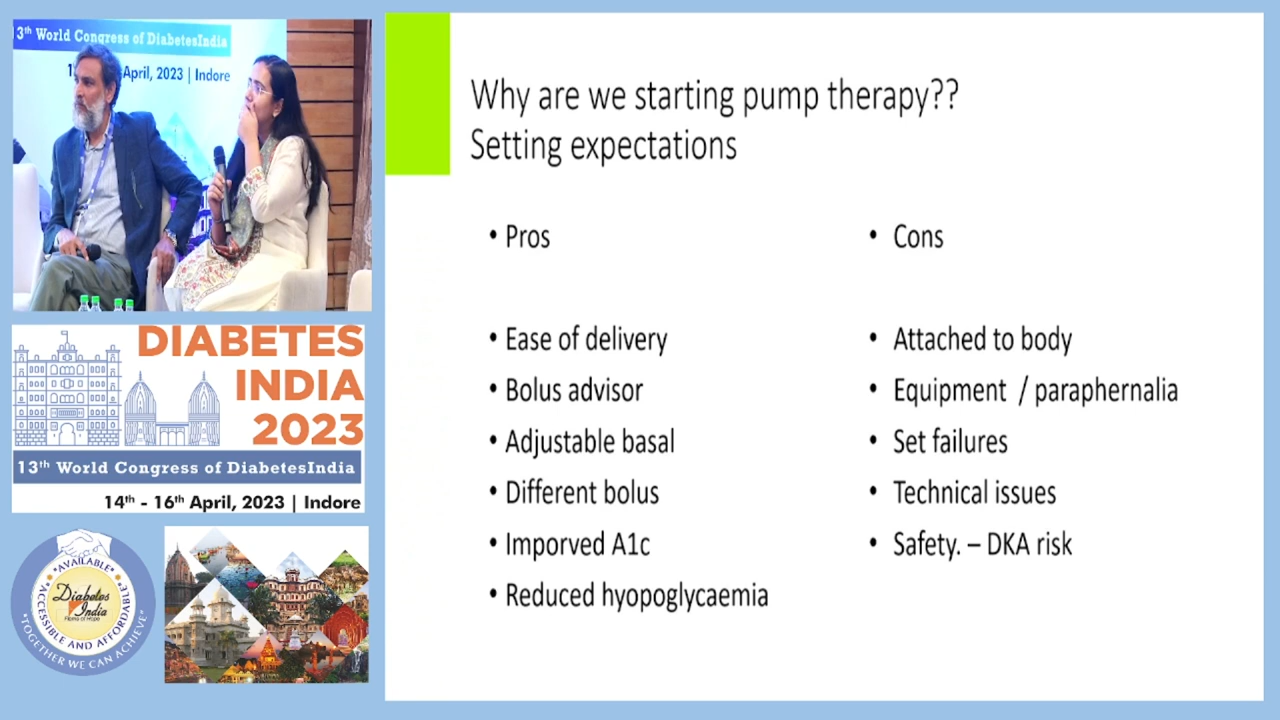 13th World Congress of DiabetesIndia
April, 2023 | Indore
DIABETES
INDIA
2023
13th World Congress of DiabetesIndia
14th - 16th April, 2023 | Indore
"AVAILABLE"
ACCESSIBLE AND AFFORDABLE
"TOGETHER WE CAN ACHIEVE"
Diabetes
India
Why are we starting pump therapy??
Setting expectations
• Pros
• Ease of delivery
• Bolus advisor
• Adjustable basal
• Different bolus
• Imporved A1c
• Reduced hyopoglycaemia
• Cons
• Attached to body
• Equipment / paraphernalia
• Set failures
• Technical issues
• Safety. – DKA risk